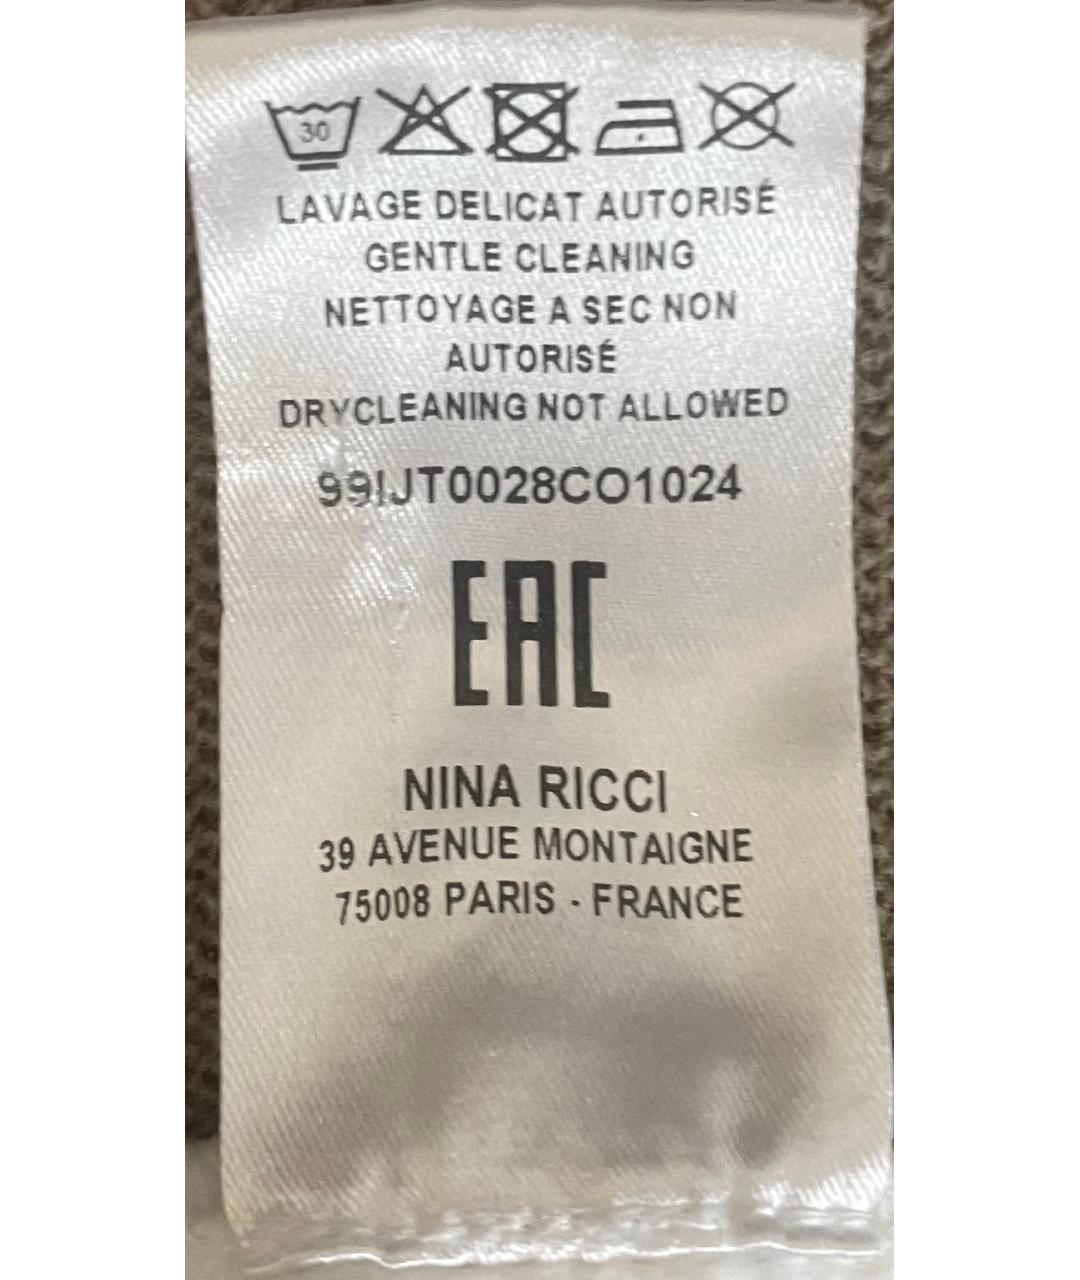 30
LAVAGE DELICAT AUTORISÉ
GENTLE CLEANING
NETTOYAGE A SEC NON
AUTORISÉ
DRYCLEANING NOT ALLOWED
99IJT0028CO1024
EAC
NINA RICCI
39 AVENUE MONTAIGNE
75008 PARIS - FRANCE